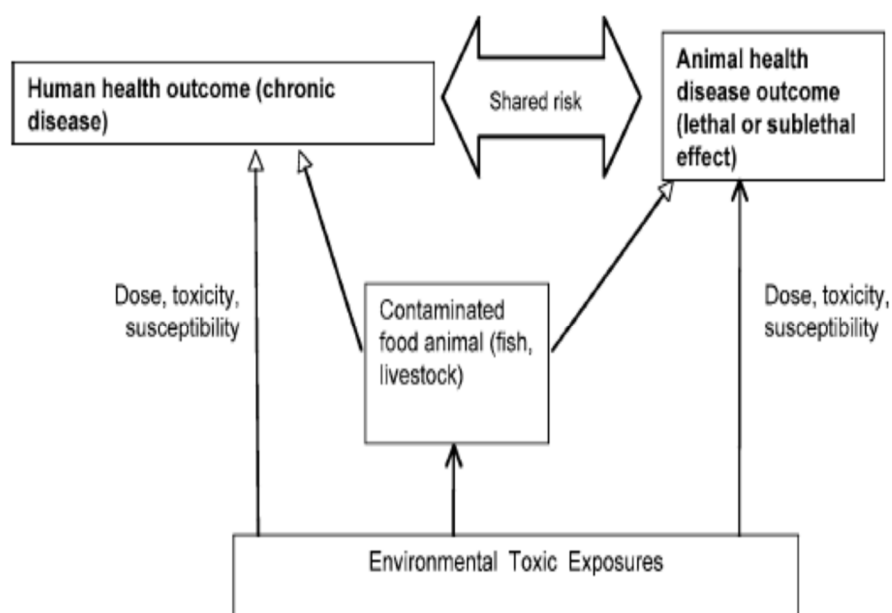 Human health outcome (chronic
disease)
Shared risk
Animal health
disease outcome
(lethal or sublethal
effect)
Dose, toxicity,
susceptibility
Contaminated
food animal (fish,
livestock)
Dose, toxicity,
susceptibility
Environmental Toxic Exposures